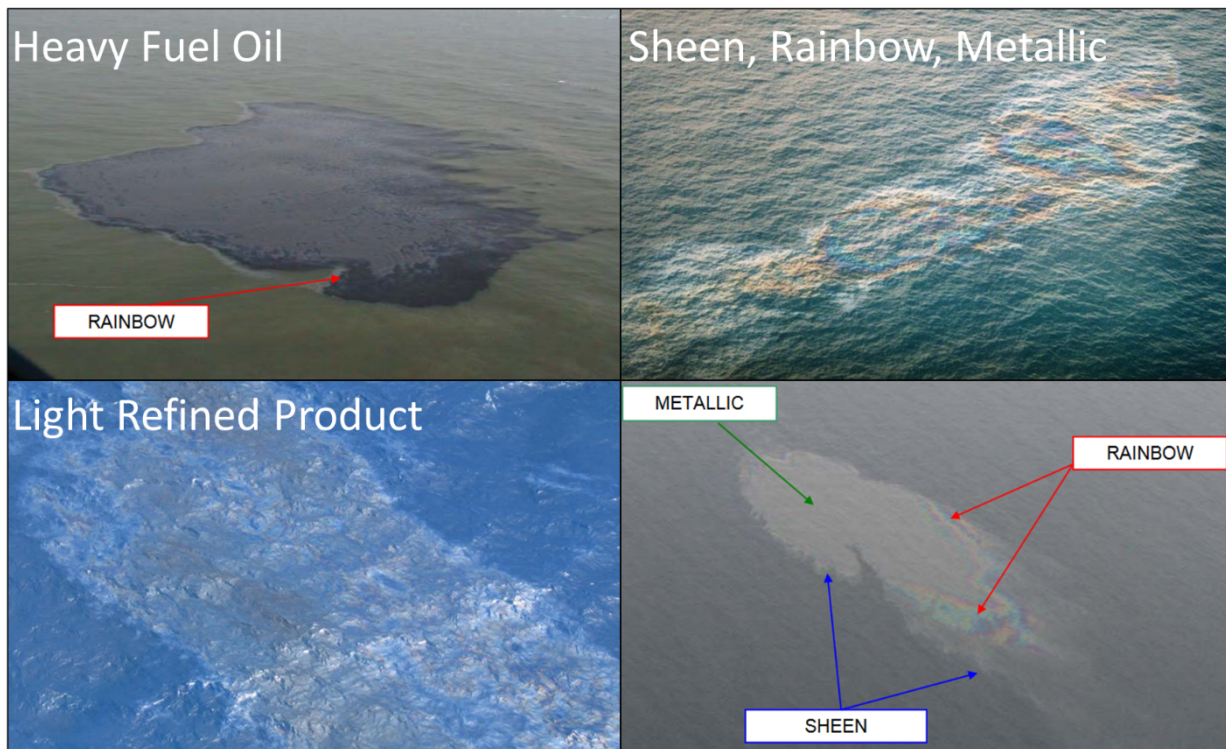 Heavy Fuel Oil
RAINBOW
Sheen, Rainbow, Metallic
Light Refined Product
METALLIC
RAINBOW
SHEEN